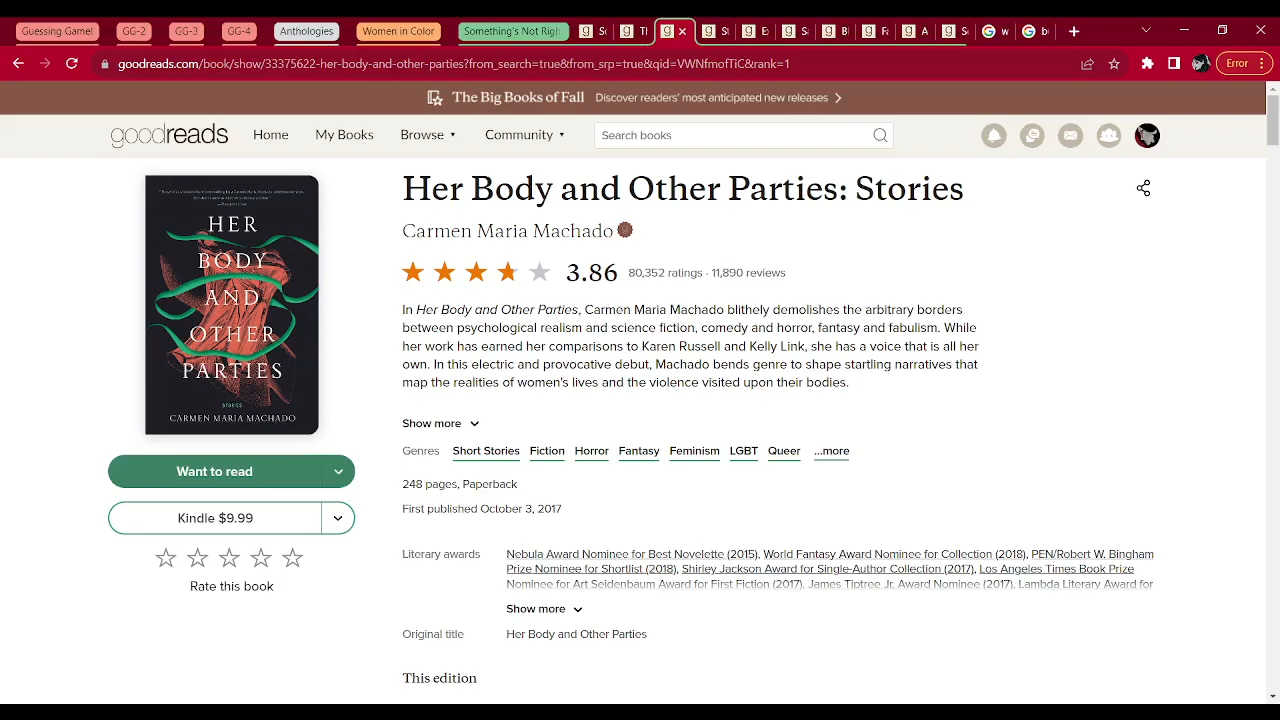 Guessing Game! GG-2 GG-3 GG-4 Anthologies Women in Color Something's Not Righ
goodreads.com/book/show/33375622-her-body-and-other-parties?from_search=true&from_srp=true&qid=VWNfmofTiC&rank=1
Error
The Big Books of Fall Discover readers' most anticipated new releases
goodreads Home My Books Browse Community Search books
HER
BODY
AND
OTHER
PARTIES
STORIES
CARMEN MARIA MACHADO
Want to read
Kindle $9.99
Rate this book
Her Body and Other Parties: Stories
Carmen Maria Machado
3.86 80,352 ratings · 11,890 reviews
In Her Body and Other Parties, Carmen Maria Machado blithely demolishes the arbitrary borders
between psychological realism and science fiction, comedy and horror, fantasy and fabulism. While
her work has earned her comparisons to Karen Russell and Kelly Link, she has a voice that is all her
own. In this electric and provocative debut, Machado bends genre to shape startling narratives that
map the realities of women's lives and the violence visited upon their bodies.
Show more
Genres Short Stories Fiction Horror Fantasy Feminism LGBT Queer ...more
248 pages, Paperback
First published October 3, 2017
Literary awards Nebula Award Nominee for Best Novelette (2015), World Fantasy Award Nominee for Collection (2018), PEN/Robert W. Bingham
Prize Nominee for Shortlist (2018), Shirley Jackson Award for Single-Author Collection (2017), Los Angeles Times Book Prize
Nominee for Art Seidenbaum Award for First Fiction (2017), James Tiptree Jr. Award Nominee (2017), Lambda Literary Award for
Show more
Original title Her Body and Other Parties
This edition